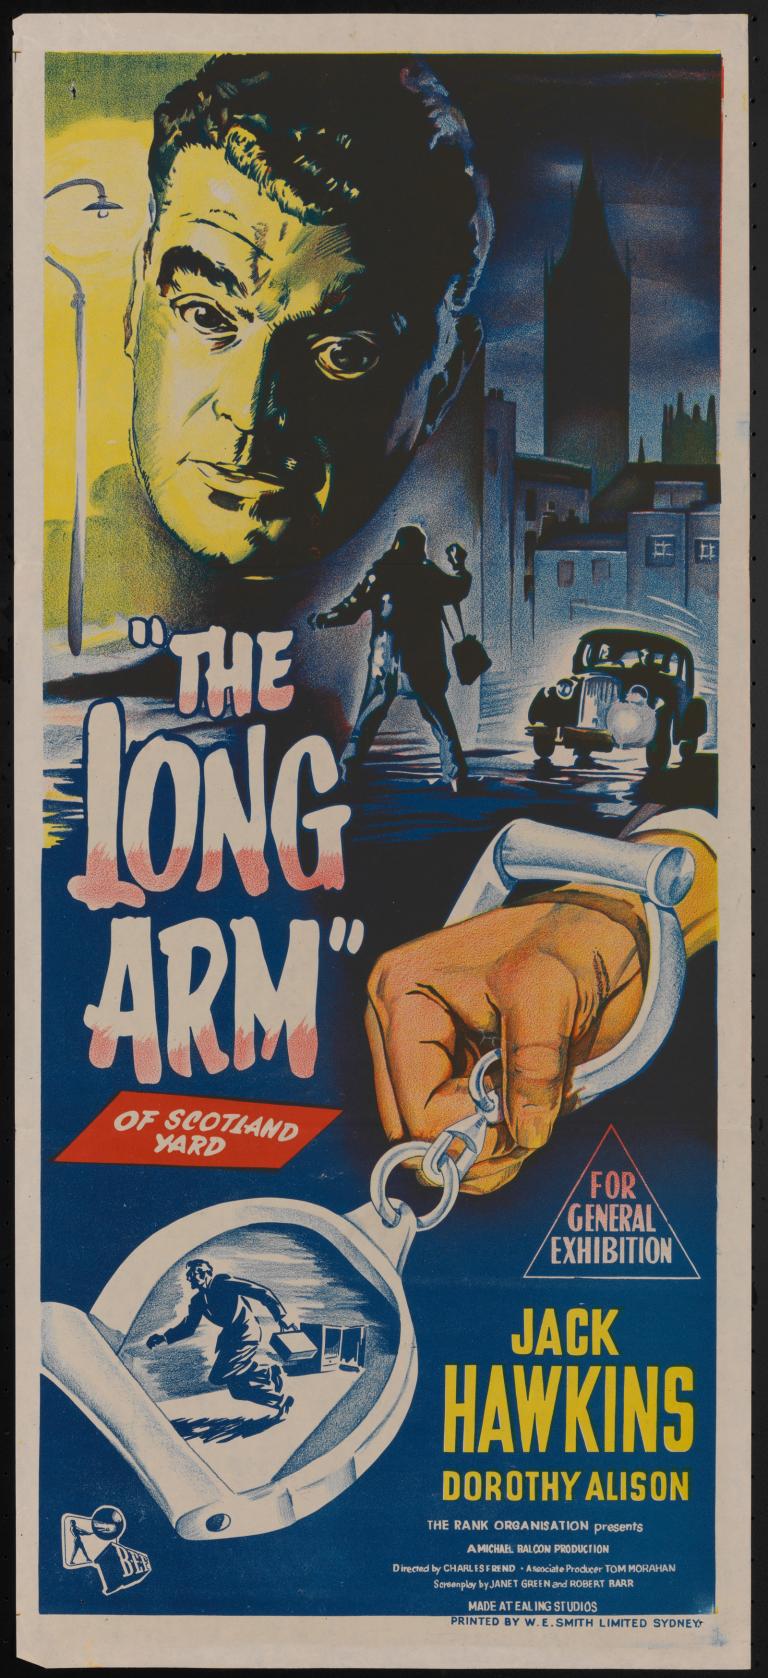 "THE
LONG
ARM"
OF SCOTLAND
YARD
FOR
GENERAL
EXHIBITION
JACK
HAWKINS
DOROTHY ALISON
THE RANK ORGANISATION presents
A MICHAEL BALCON PRODUCTION
Directed by CHARLES FREND · Associate Producer TOM MORAHAN
Screenplay by JANET GREEN and ROBERT BARR
MADE AT EALING STUDIOS
BEF
PRINTED BY W. E. SMITH LIMITED SYDNEY